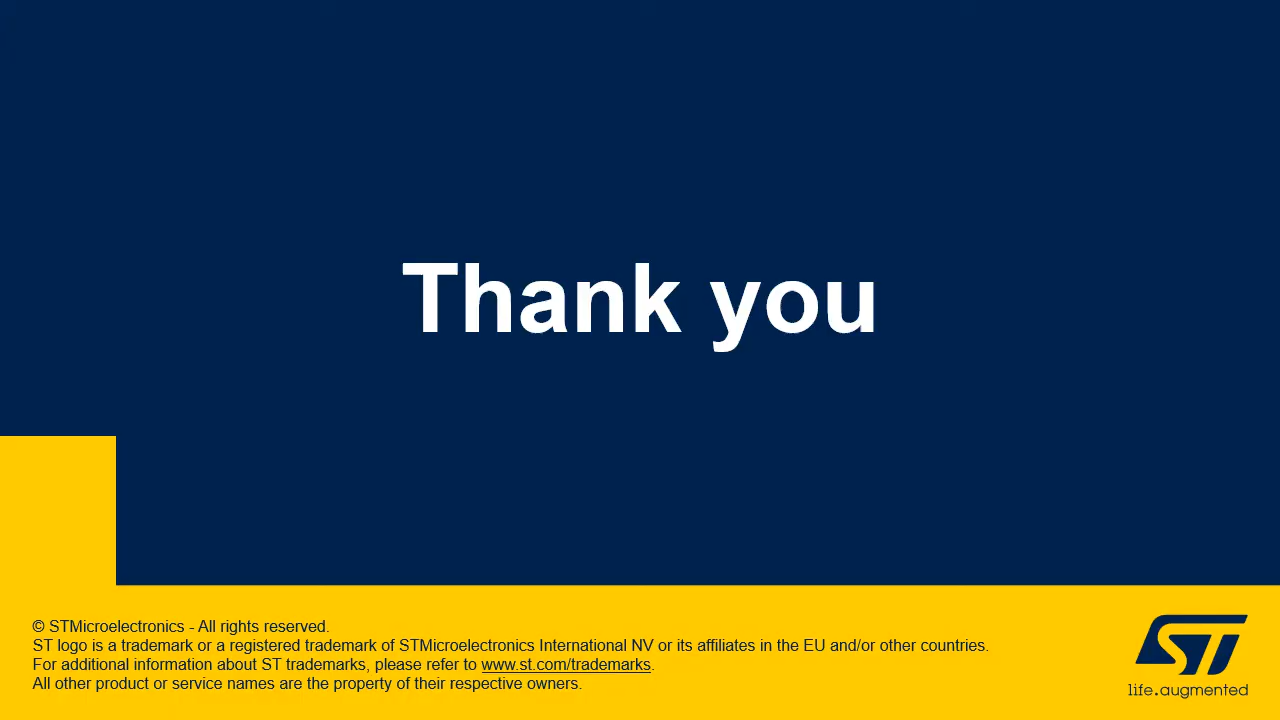 Thank you
© STMicroelectronics - All rights reserved.
ST logo is a trademark or a registered trademark of STMicroelectronics International NV or its affiliates in the EU and/or other countries.
For additional information about ST trademarks, please refer to www.st.com/trademarks.
All other product or service names are the property of their respective owners.
ST
life.augmented